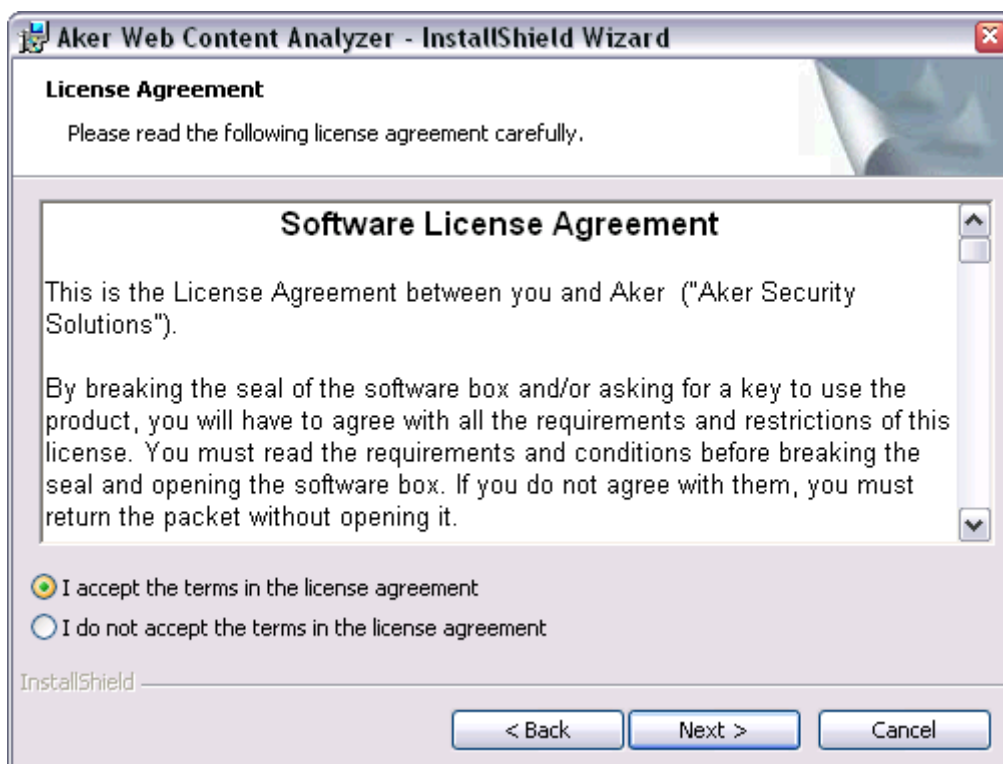 Aker Web Content Analyzer - InstallShield Wizard
License Agreement
Please read the following license agreement carefully.
Software License Agreement
This is the License Agreement between you and Aker  ("Aker Security
Solutions").
By breaking the seal of the software box and/or asking for a key to use the
product, you will have to agree with all the requirements and restrictions of this
license. You must read the requirements and conditions before breaking the
seal and opening the software box. If you do not agree with them, you must
return the packet without opening it.
I accept the terms in the license agreement
I do not accept the terms in the license agreement
InstallShield
< Back
Next >
Cancel